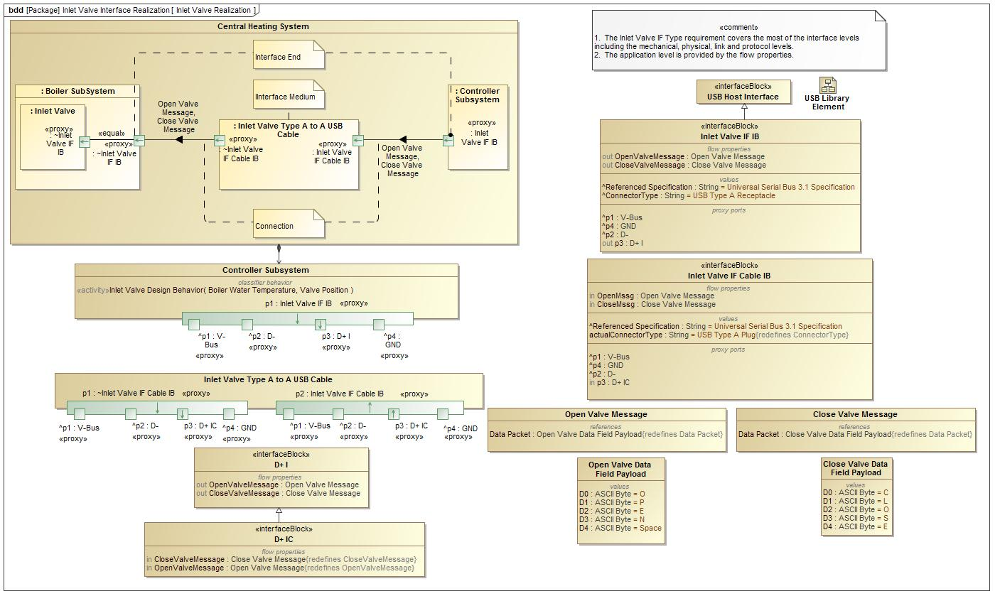 bdd [Package] Inlet Valve Interface Realization [ Inlet Valve Realization ]
Central Heating System
Interface End
: Boiler SubSystem
: Inlet Valve
«proxy»
: ~Inlet
Valve IF
IB
«equal»
«proxy»
: ~Inlet Valve
IF IB
Open Valve
Message,
Close Valve
Message
IInterface Medium
: Inlet Valve Type A to A USB
Cable
«proxy»
: ~Inlet Valve
IF Cable IB
«proxy»
: Inlet Valve
IF Cable IB
Open Valve
Message,
Close Valve
Message
: Controller
Subsystem
«proxy»
: Inlet
Valve IF IB
Connection
Controller Subsystem
classifier behavior
«activity»Inlet Valve Design Behavior( Boiler Water Temperature, Valve Position )
p1 : Inlet Valve IF IB «proxy»
^p1 : V-
Bus
«proxy»
^p2 : D-
«proxy»
p3 : D+ I
«proxy»
^p4 :
GND
«proxy»
Inlet Valve Type A to A USB Cable
p1 : ~Inlet Valve IF Cable IB «proxy»
p2 : Inlet Valve IF Cable IB «proxy»
^p1 : V-Bus
«proxy»
^p2 : D-
«proxy»
p3 : D+ IC
«proxy»
^p4 : GND
«proxy»
^p1 : V-Bus
«proxy»
^p2 : D-
«proxy»
p3 : D+ IC
«proxy»
^p4 : GND
«proxy»
«interfaceBlock»
D+ I
flow properties
out OpenValveMessage : Open Valve Message
out CloseValveMessage : Close Valve Message
«interfaceBlock»
D+ IC
flow properties
in CloseValveMessage : Close Valve Message{redefines CloseValveMessage}
in OpenValveMessage : Open Valve Message{redefines OpenValveMessage}
«comment»
1. The Inlet Valve IF Type requirement covers the most of the interface levels
including the mechanical, physical, link and protocol levels.
2. The application level is provided by the flow properties.
«interfaceBlock»
USB Host Interface
USB Library
Element
«interfaceBlock»
Inlet Valve IF IB
flow properties
out OpenValveMessage : Open Valve Message
out CloseValveMessage : Close Valve Message
values
^Referenced Specification : String = Universal Serial Bus 3.1 Specification
^ConnectorType : String = USB Type A Receptacle
proxy ports
^p1 : V-Bus
^p4 : GND
^p2 : D-
out p3 : D+ I
«interfaceBlock»
Inlet Valve IF Cable IB
flow properties
in OpenMssg : Open Valve Message
in CloseMssg : Close Valve Message
values
^Referenced Specification : String = Universal Serial Bus 3.1 Specification
actualConnectorType : String = USB Type A Plug{redefines ConnectorType}
proxy ports
^p1 : V-Bus
^p4 : GND
^p2 : D-
in p3 : D+ IC
Open Valve Message
references
Data Packet : Open Valve Data Field Payload{redefines Data Packet}
Close Valve Message
references
Data Packet : Close Valve Data Field Payload{redefines Data Packet}
Open Valve Data
Field Payload
values
D0 : ASCII Byte = O
D1 : ASCII Byte = P
D2 : ASCII Byte = E
D3 : ASCII Byte = N
D4 : ASCII Byte = Space
Close Valve Data
Field Payload
values
D0 : ASCII Byte = C
D1 : ASCII Byte = L
D2 : ASCII Byte = O
D3 : ASCII Byte = S
D4 : ASCII Byte = E